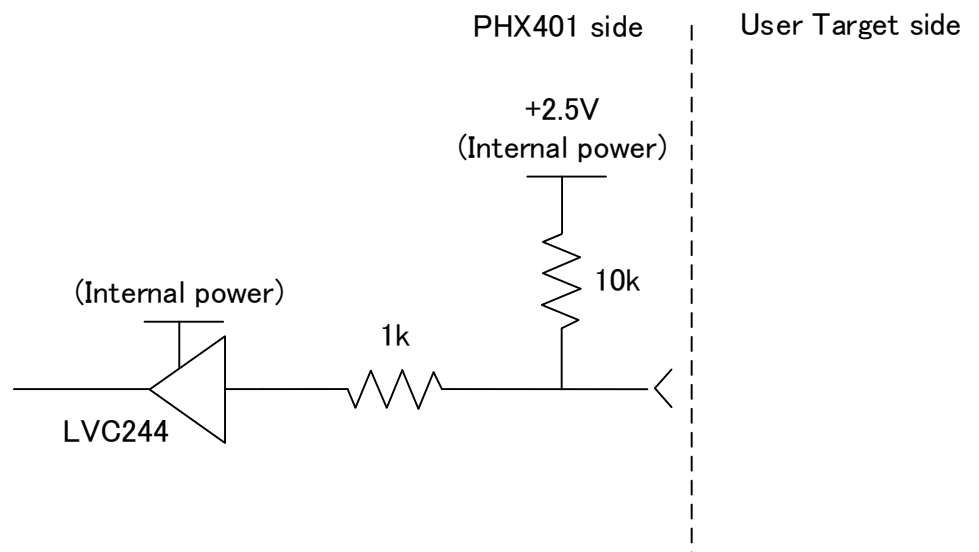 PHX401 side
User Target side
+2.5V
(Internal power)
10k
(Internal power)
1k
LVC244